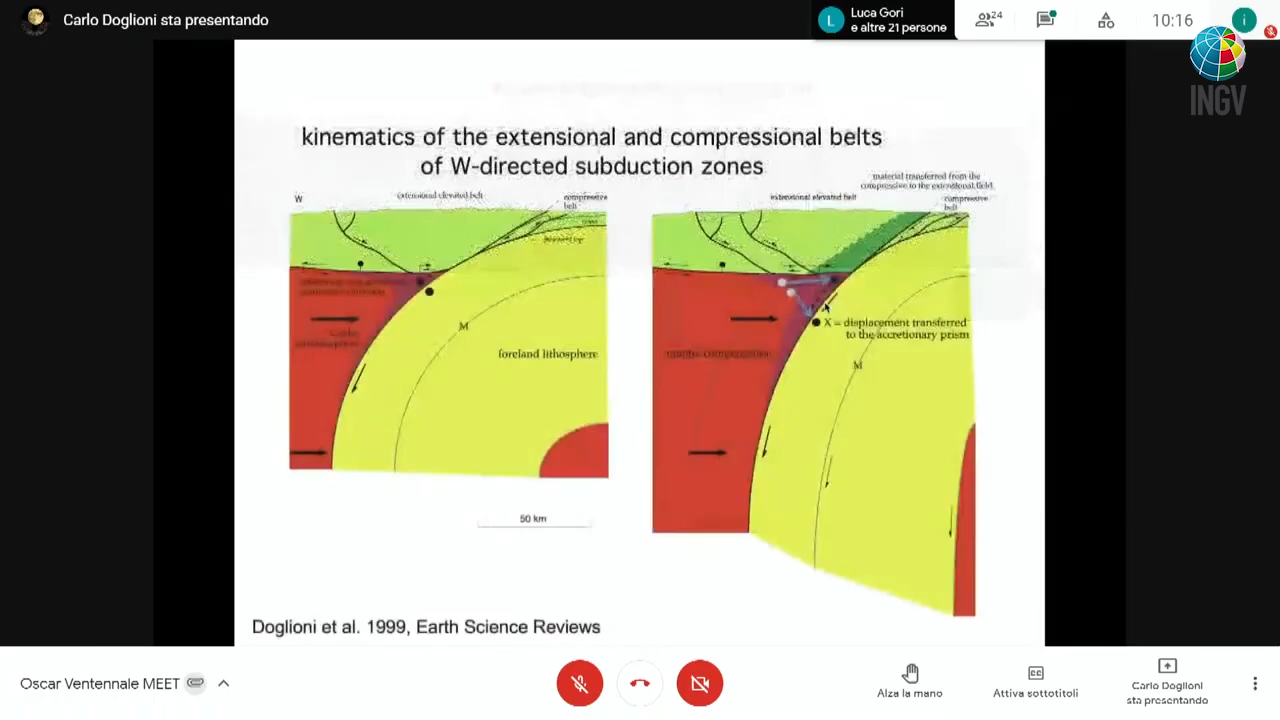 Carlo Doglioni sta presentando
L
Luca Gori
e altre 21 persone
24
10:16
i
INGV
kinematics of the extensional and compressional belts
of W-directed subduction zones
W
extensional elevated belt
compressive
belt
material transferred from the
compressive to the extensional field
extensional elevated belt
compressive
belt
M
foreland lithosphere
X = displacement transferred
to the accretionary prism
M
50 km
Doglioni et al. 1999, Earth Science Reviews
Oscar Ventennale MEET
Alza la mano
Attiva sottotitoli
Carlo Doglioni
sta presentando